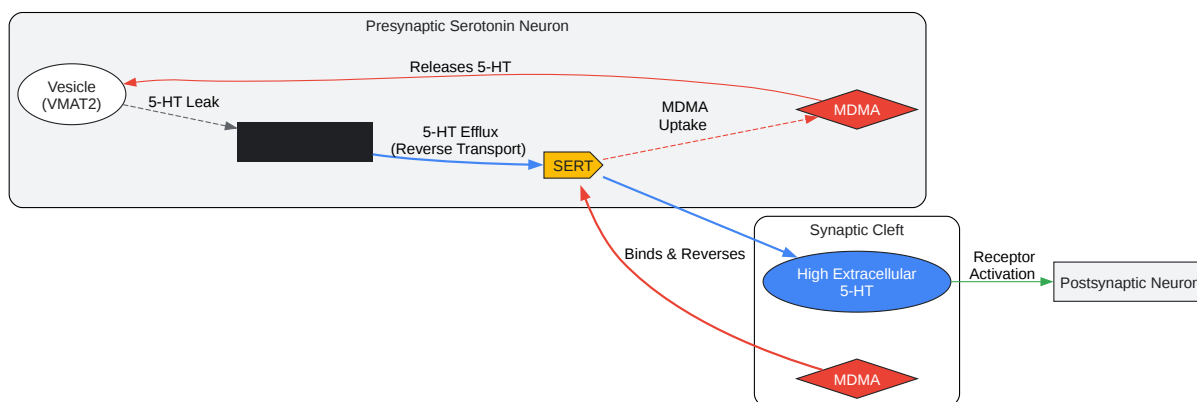 Presynaptic Serotonin Neuron
Releases 5-HT
Vesicle
(VMAT2)
5-HT Leak
5-HT Efflux
(Reverse Transport)
SERT
MDMA
Uptake
MDMA
Binds & Reverses
Synaptic Cleft
High Extracellular
5-HT
MDMA
Receptor
Activation
Postsynaptic Neuron